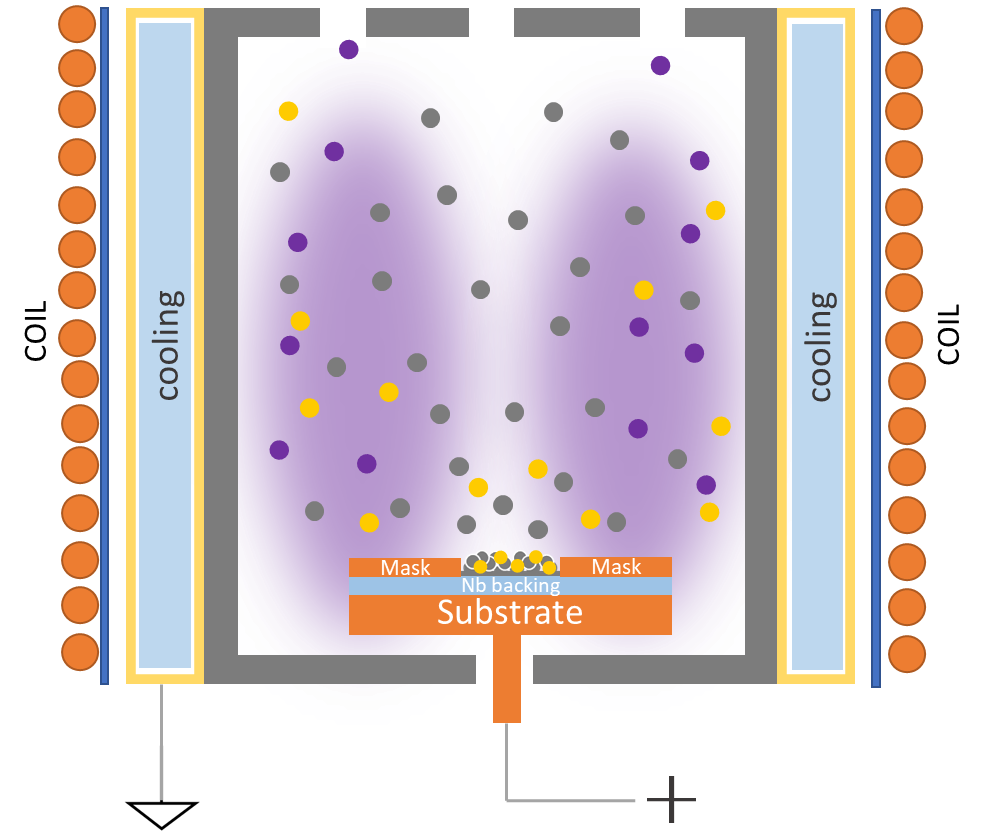 COIL
cooling
cooling
COIL
Mask
Mask
Nb backing
Substrate
+